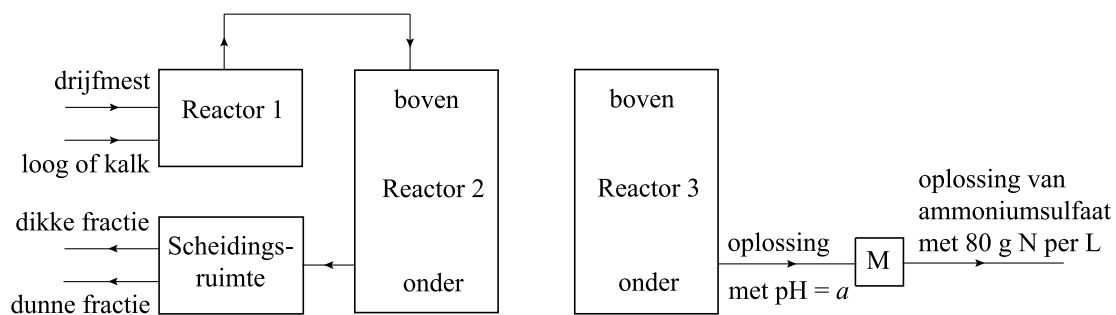 drijfmest
Reactor 1
loog of kalk
dikke fractie
Scheidings-
ruimte
dunne fractie
boven
Reactor 2
onder
boven
Reactor 3
onder
oplossing
met pH = a
M
oplossing van
ammoniumsulfaat
met 80 g N per L